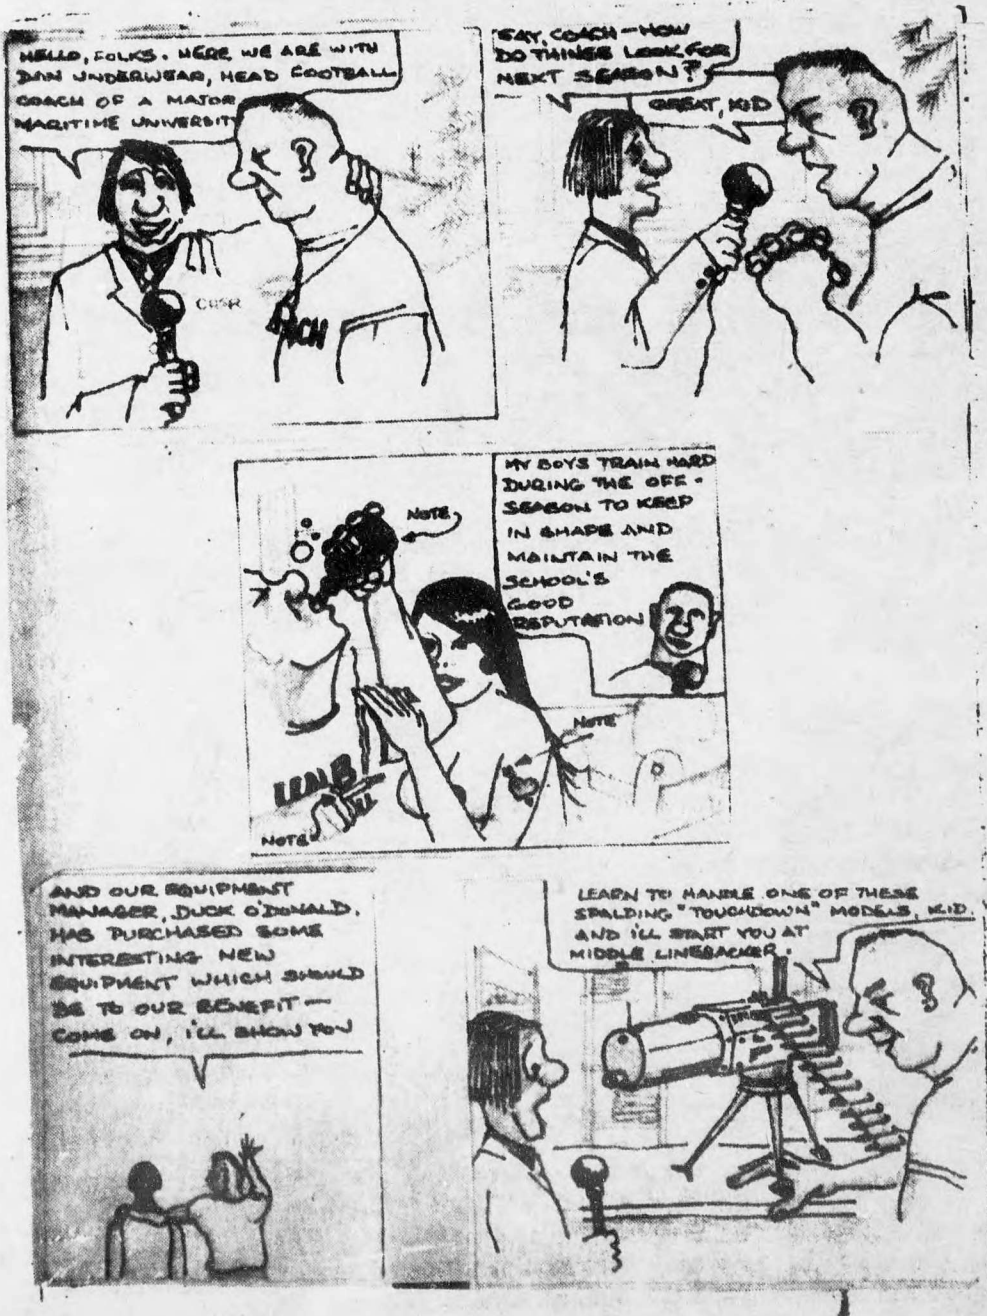 HELLO, FOLKS. HERE WE ARE WITH
DAN UNDERWEAR, HEAD FOOTBALL
COACH OF A MAJOR
MARITIME UNIVERSITY
CHSR
SAY, COACH — HOW
DO THINGS LOOK FOR
NEXT SEASON?
GREAT, KID
MY BOYS TRAIN HARD
DURING THE OFF-
SEASON TO KEEP
IN SHAPE AND
MAINTAIN THE
SCHOOL'S
GOOD
REPUTATION
NOTE
NOTE
NOTE
AND OUR EQUIPMENT
MANAGER, DUCK O'DONALD,
HAS PURCHASED SOME
INTERESTING NEW
EQUIPMENT WHICH SHOULD
BE TO OUR BENEFIT —
COME ON, I'LL SHOW YOU
LEARN TO HANDLE ONE OF THESE
SPALDING "TOUCHDOWN" MODELS, KID
AND I'LL START YOU AT
MIDDLE LINEBACKER.